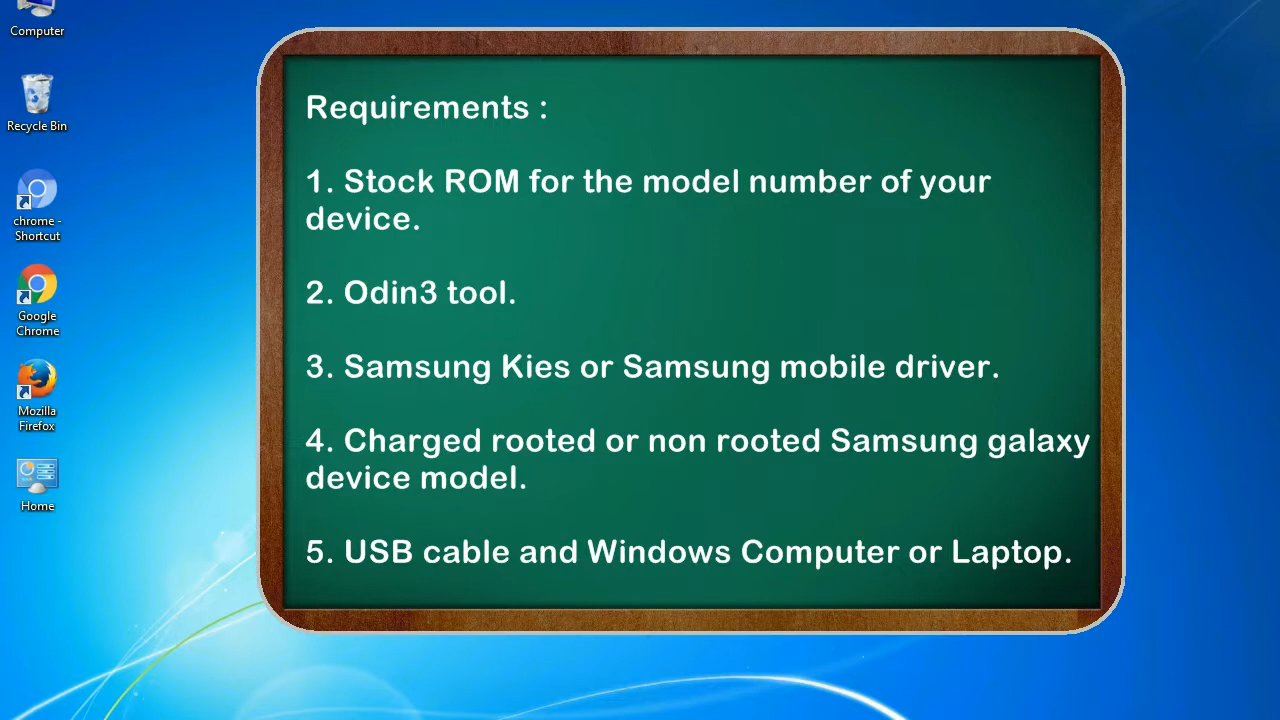 Computer
Recycle Bin
chrome -
Shortcut
Google
Chrome
Mozilla
Firefox
Home
Requirements :
1. Stock ROM for the model number of your
device.
2. Odin3 tool.
3. Samsung Kies or Samsung mobile driver.
4. Charged rooted or non rooted Samsung galaxy
device model.
5. USB cable and Windows Computer or Laptop.